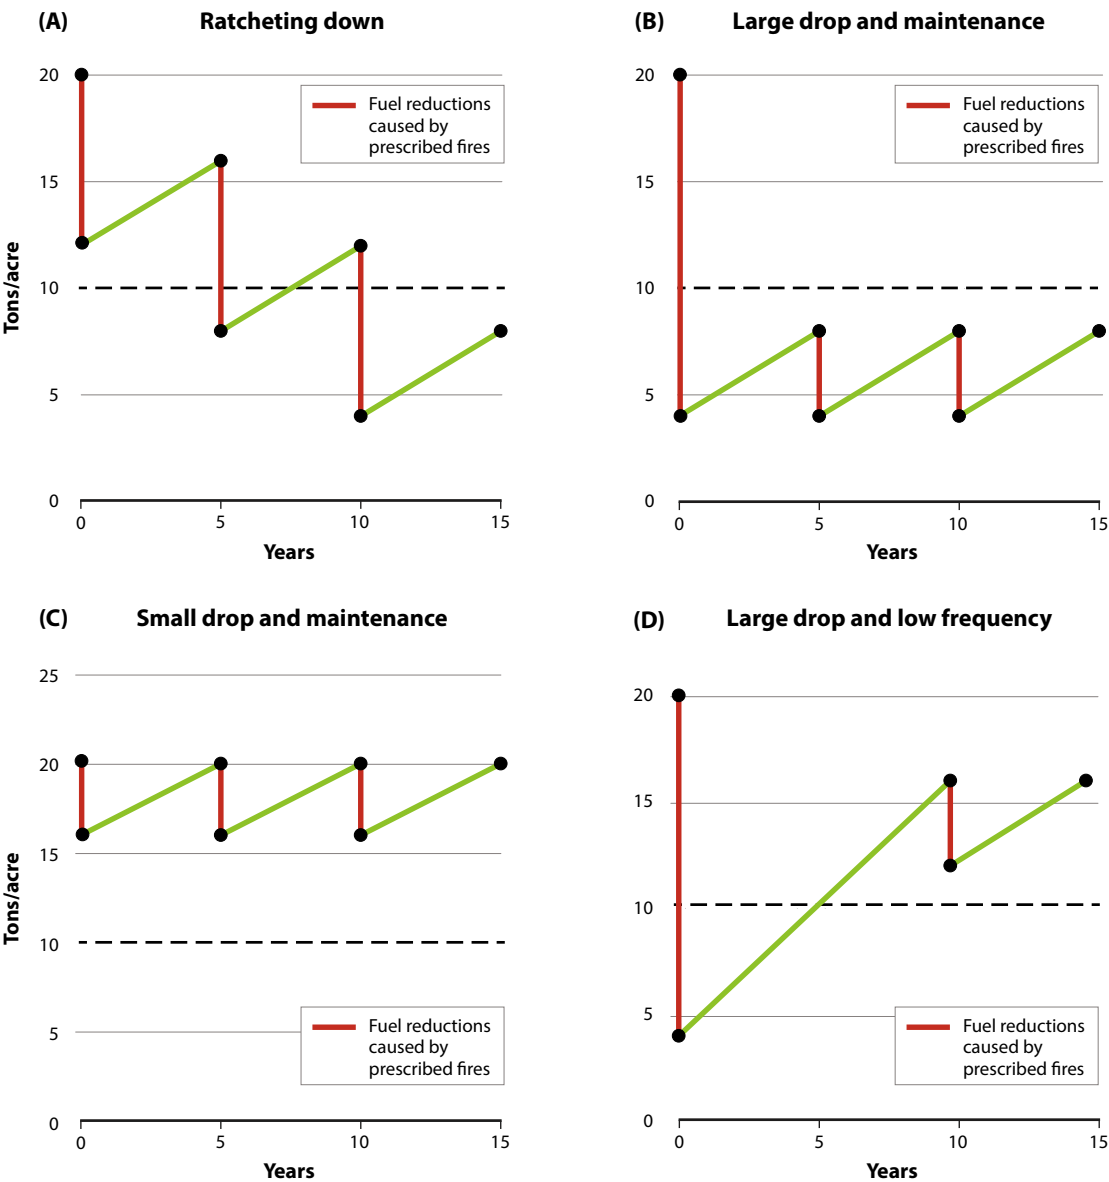 (A) Ratcheting down
20
15
10
5
0
Tons/acre
Fuel reductions
caused by
prescribed fires
0 5 10 15
Years
(B) Large drop and maintenance
20
15
10
5
0
Fuel reductions
caused by
prescribed fires
0 5 10 15
Years
(C) Small drop and maintenance
25
20
15
10
5
0
Tons/acre
Fuel reductions
caused by
prescribed fires
0 5 10 15
Years
(D) Large drop and low frequency
20
15
10
5
0
Fuel reductions
caused by
prescribed fires
0 5 10 15
Years